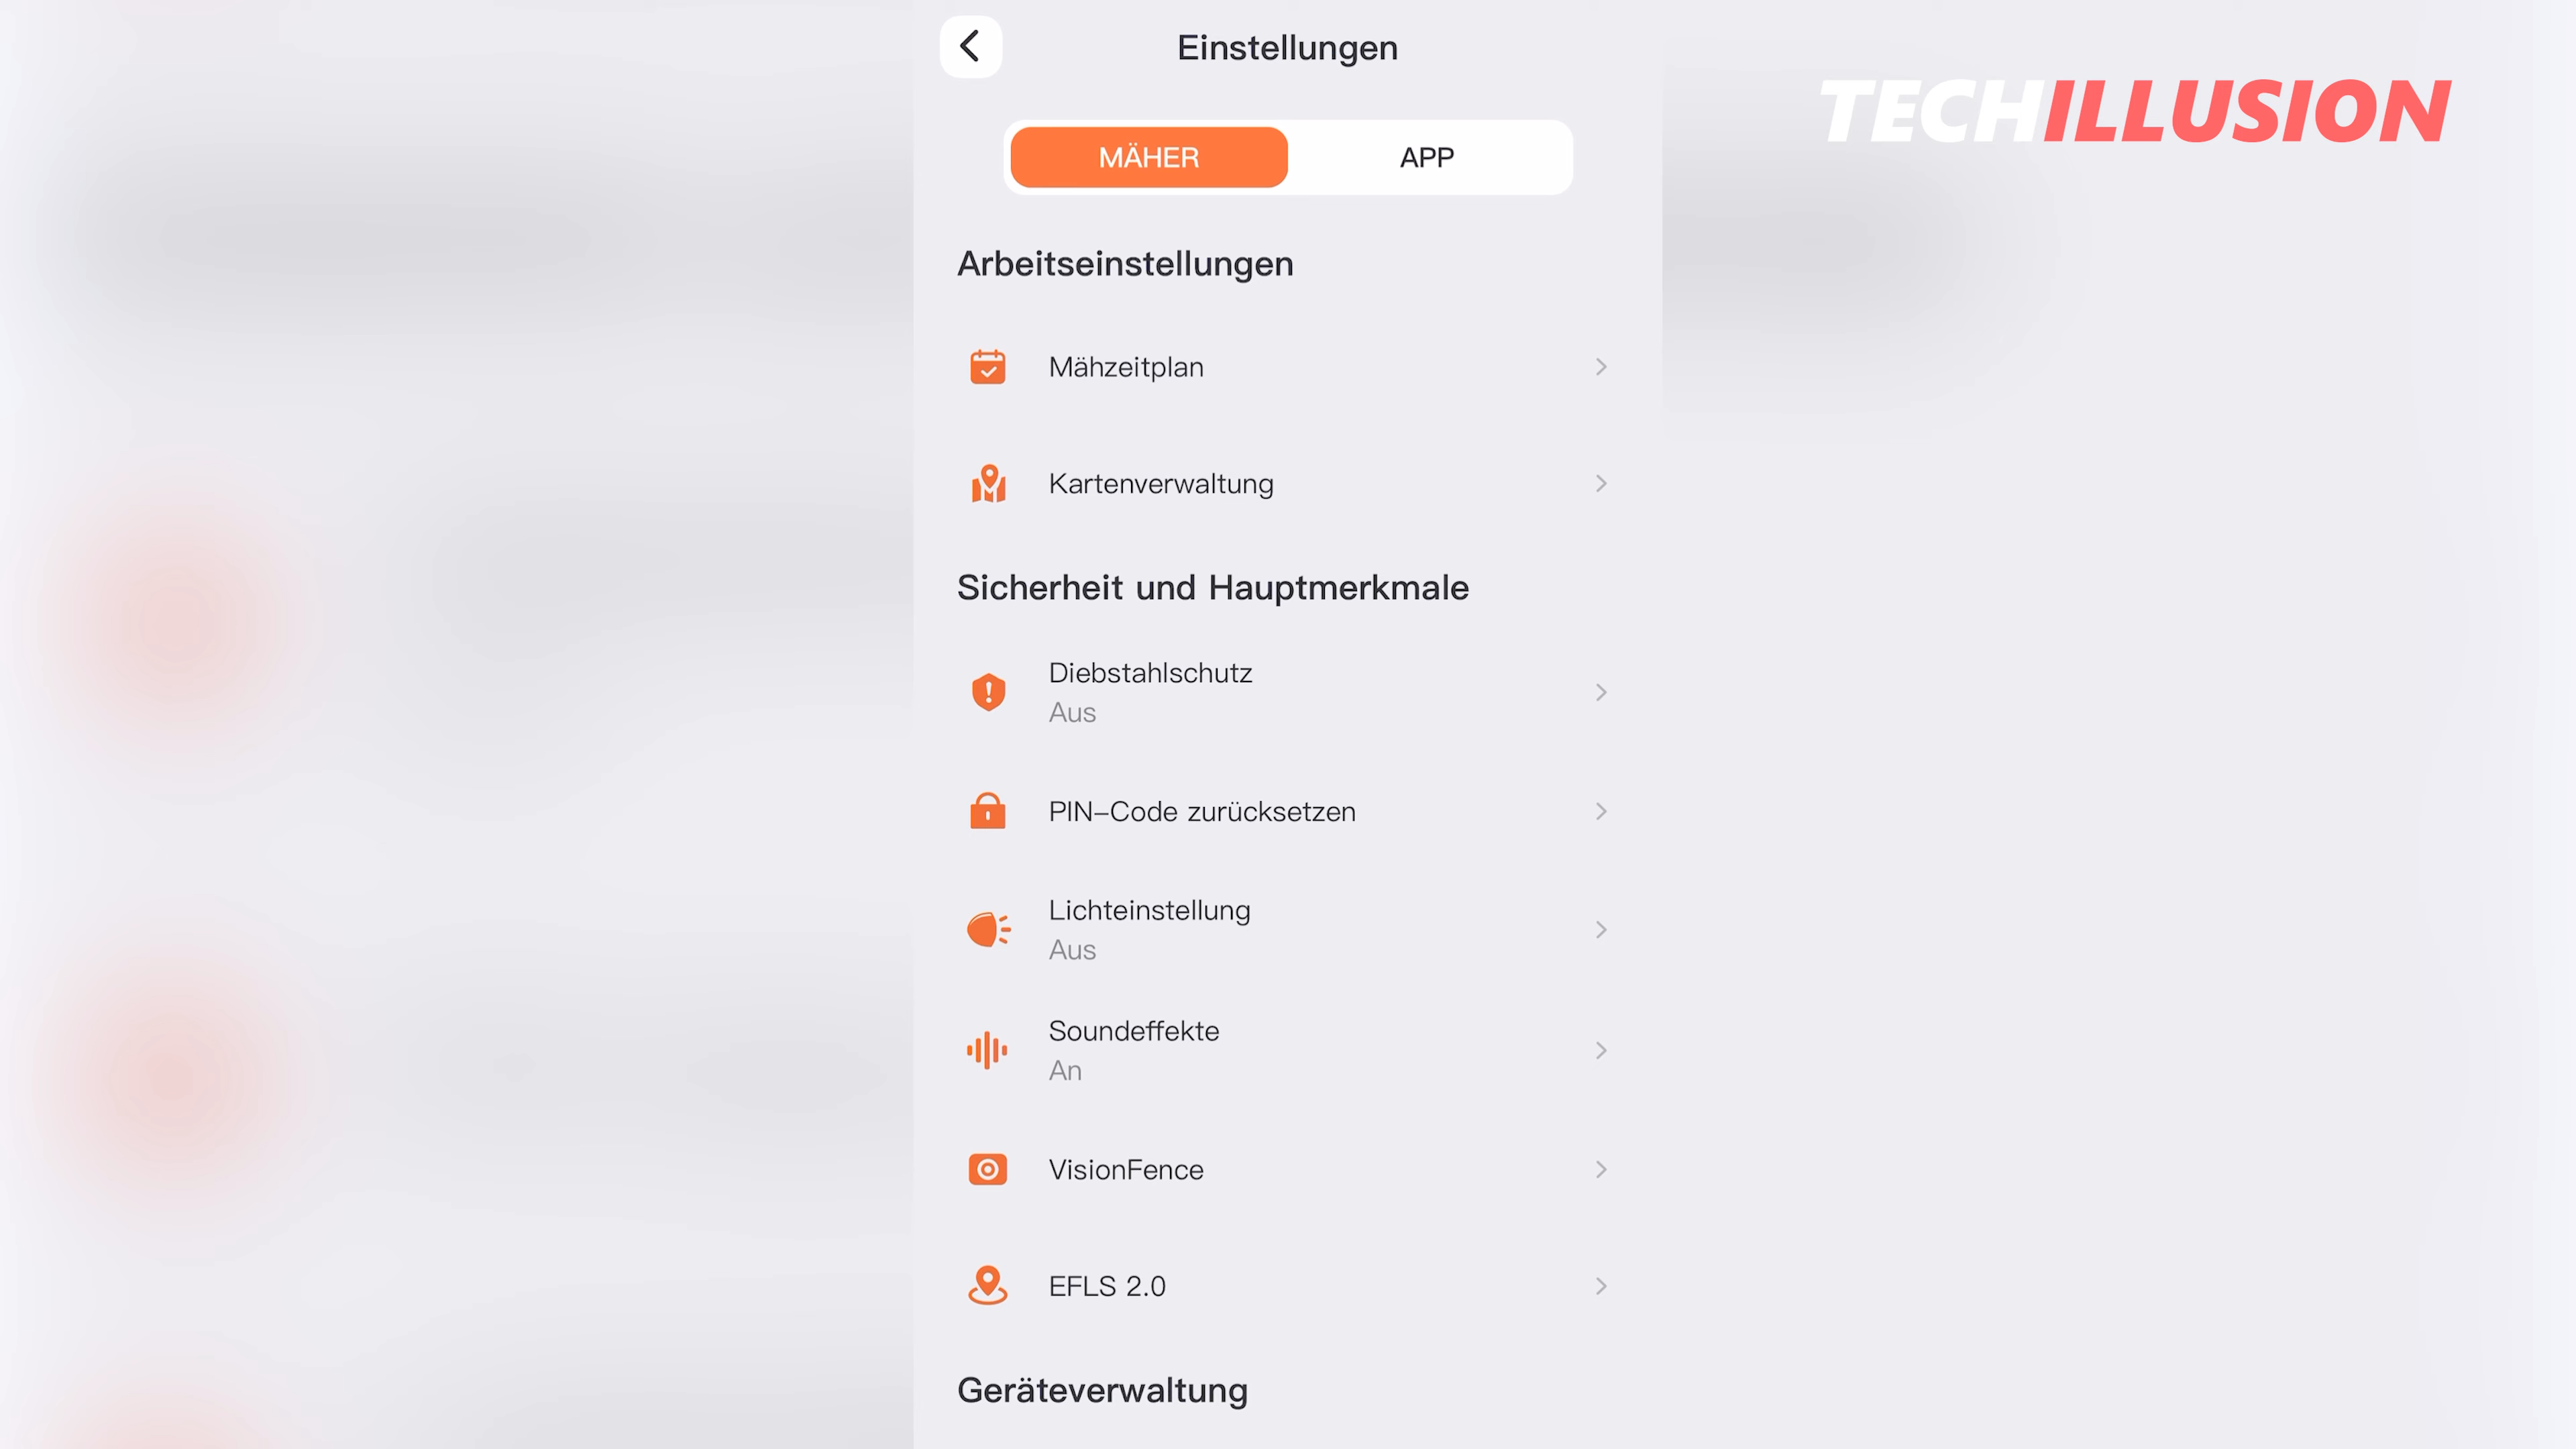 Einstellungen
TECHILLUSION
MÄHER
APP
Arbeitseinstellungen
Mähzeitplan
Kartenverwaltung
Sicherheit und Hauptmerkmale
Diebstahlschutz
Aus
PIN-Code zurücksetzen
Lichteinstellung
Aus
Soundeffekte
An
VisionFence
EFLS 2.0
Geräteverwaltung